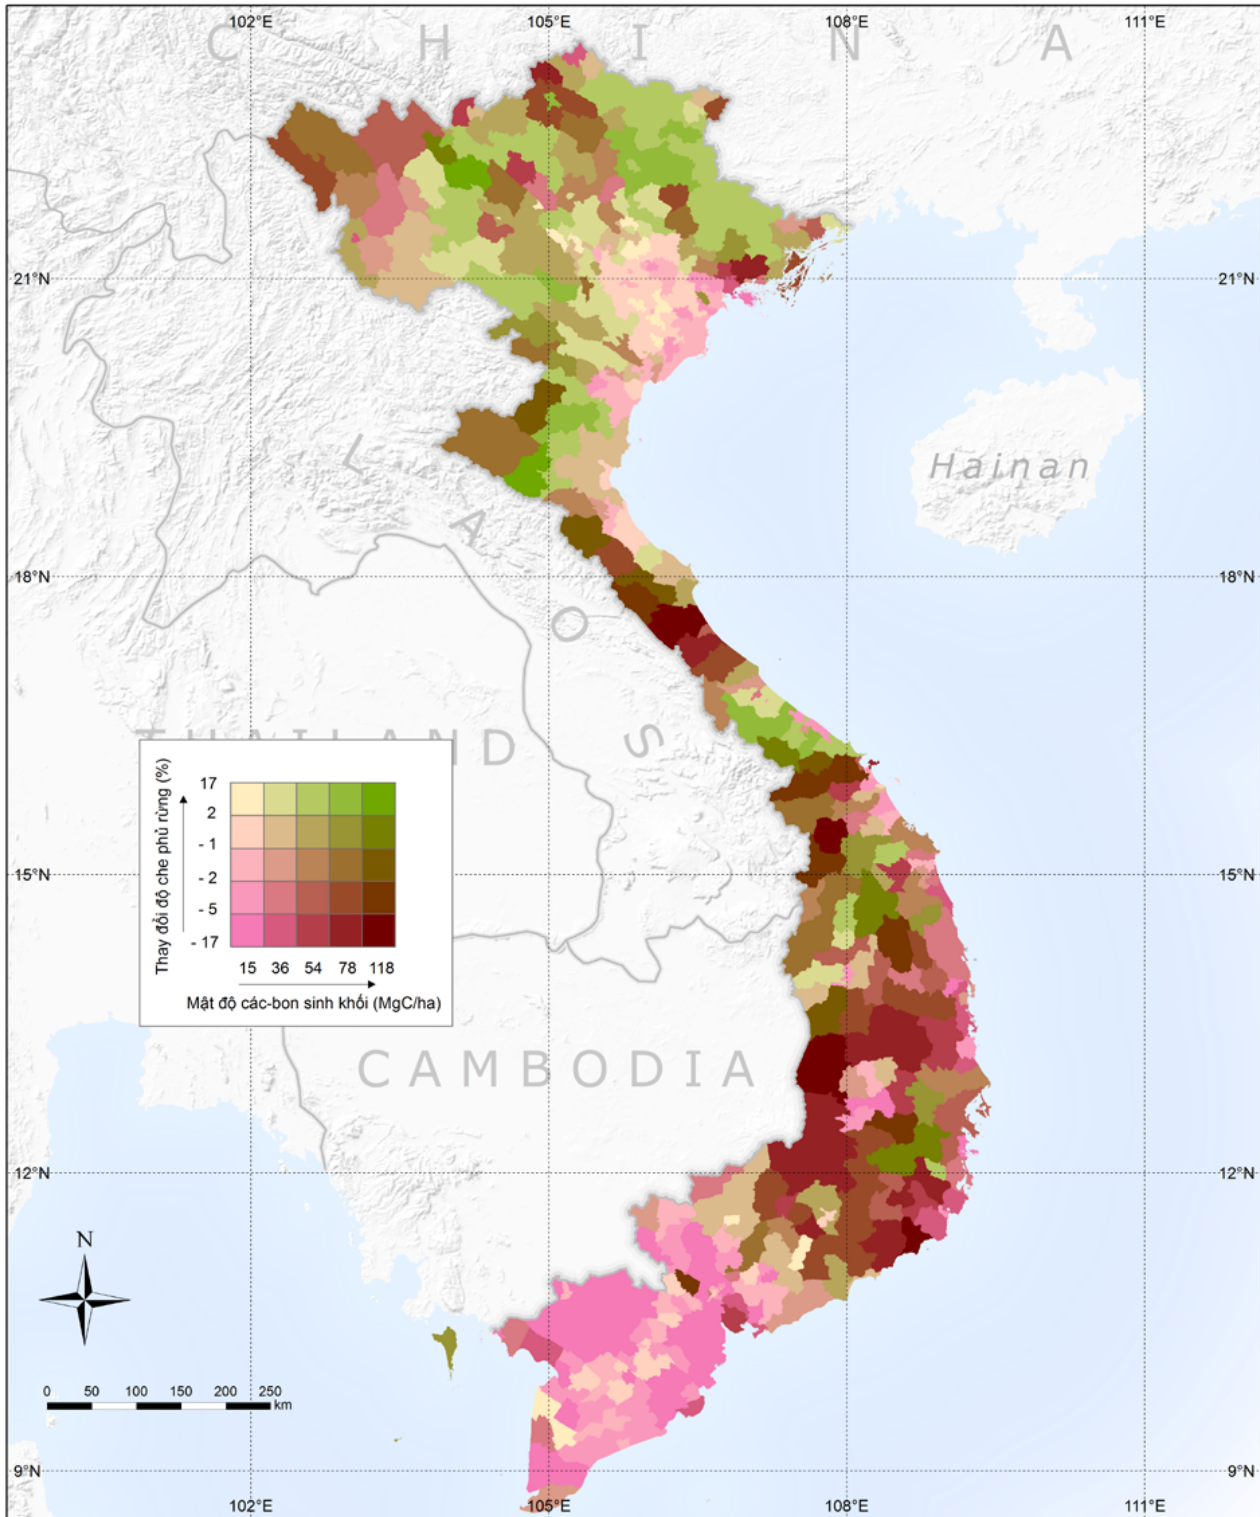 102°E 105°E 108°E 111°E
C H I N A
21°N 21°N
Hainan
L A O S
18°N 18°N
THAILAND
Thay đổi độ che phủ rừng (%)
17
2
- 1
- 2
- 5
- 17
15 36 54 78 118
Mật độ các-bon sinh khối (MgC/ha)
15°N 15°N
CAMBODIA
12°N 12°N
N
0 50 100 150 200 250
km
9°N 9°N
102°E 105°E 108°E 111°E